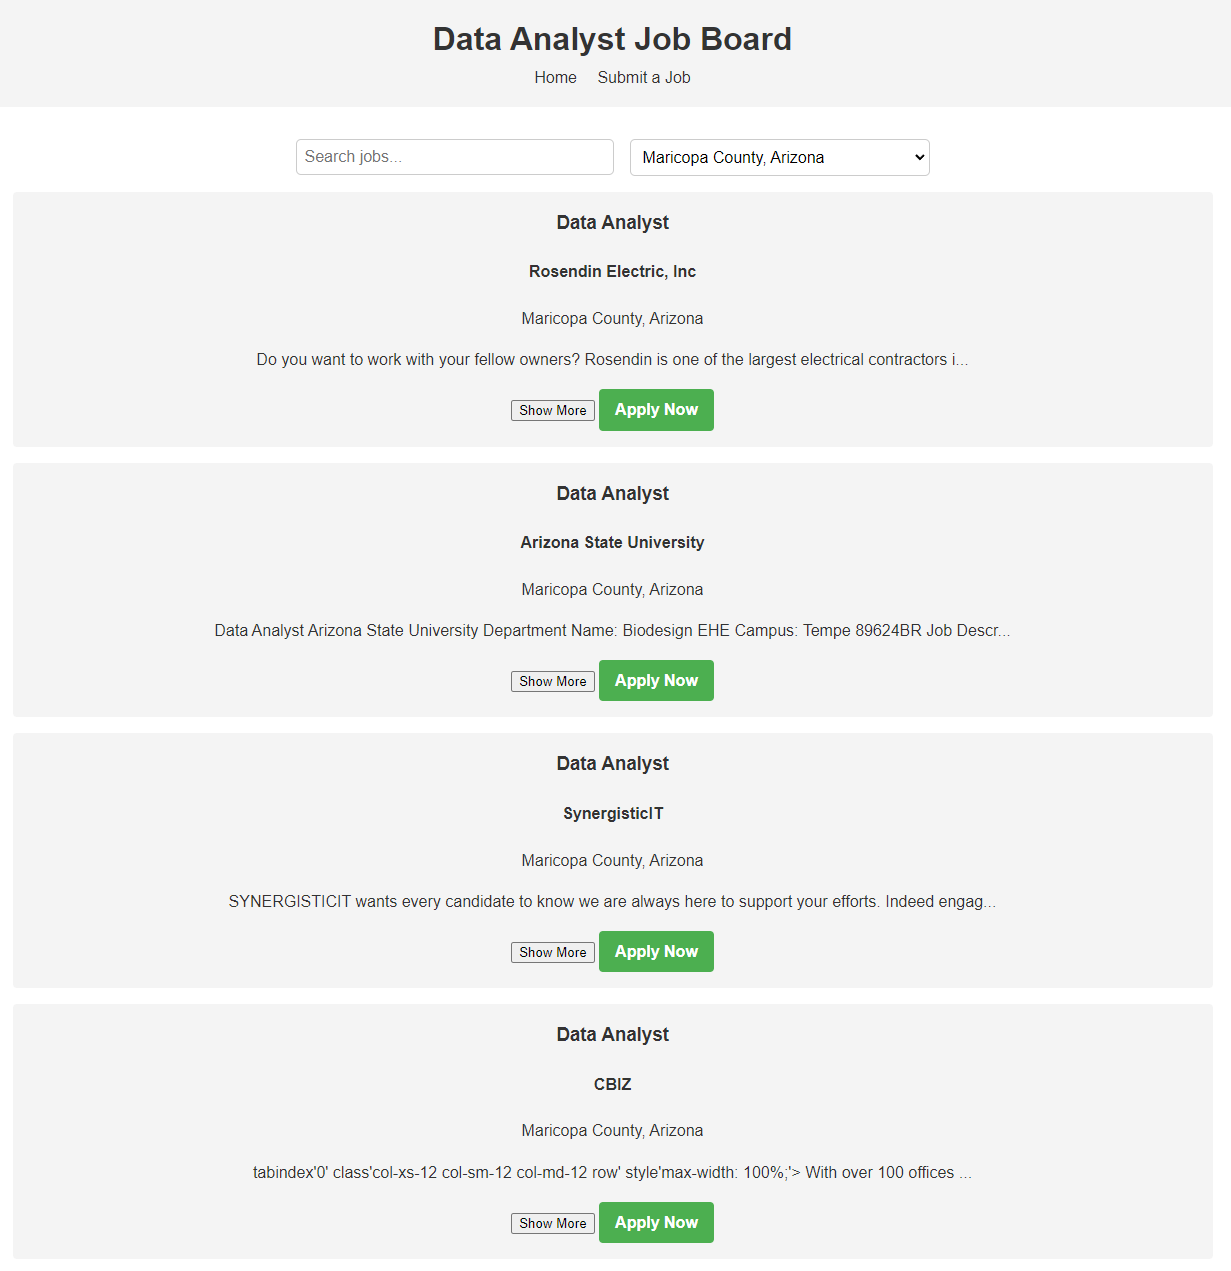 Data Analyst Job Board
Home Submit a Job
Search jobs... Maricopa County, Arizona
Data Analyst
Rosendin Electric, Inc
Maricopa County, Arizona
Do you want to work with your fellow owners? Rosendin is one of the largest electrical contractors i...
Show More Apply Now
Data Analyst
Arizona State University
Maricopa County, Arizona
Data Analyst Arizona State University Department Name: Biodesign EHE Campus: Tempe 89624BR Job Descr...
Show More Apply Now
Data Analyst
SynergisticIT
Maricopa County, Arizona
SYNERGISTICIT wants every candidate to know we are always here to support your efforts. Indeed engag...
Show More Apply Now
Data Analyst
CBIZ
Maricopa County, Arizona
tabindex'0' class'col-xs-12 col-sm-12 col-md-12 row' style'max-width: 100%;'> With over 100 offices ...
Show More Apply Now